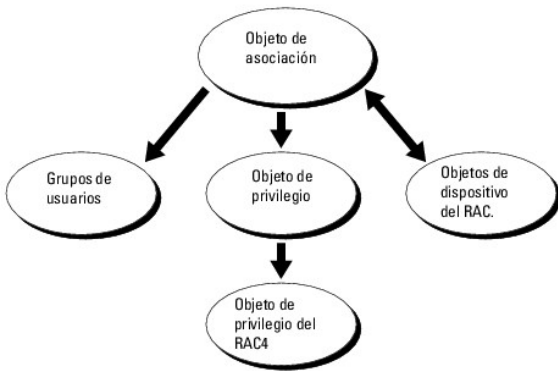 Objeto de
asociación
Grupos de
usuarios
Objeto de
privilegio
Objetos de
dispositivo
del RAC.
Objeto de
privilegio del
RAC4